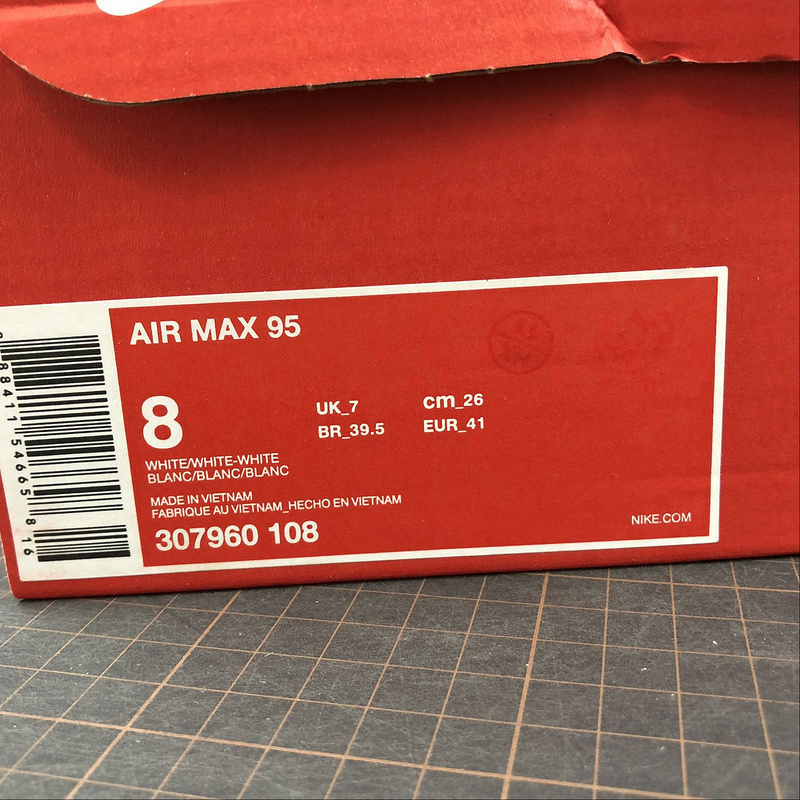 AIR MAX 95
8
UK_7 cm_26
BR_39.5 EUR_41
WHITE/WHITE-WHITE
BLANC/BLANC/BLANC
MADE IN VIETNAM
FABRIQUE AU VIETNAM_HECHO EN VIETNAM
307960 108
NIKE.COM